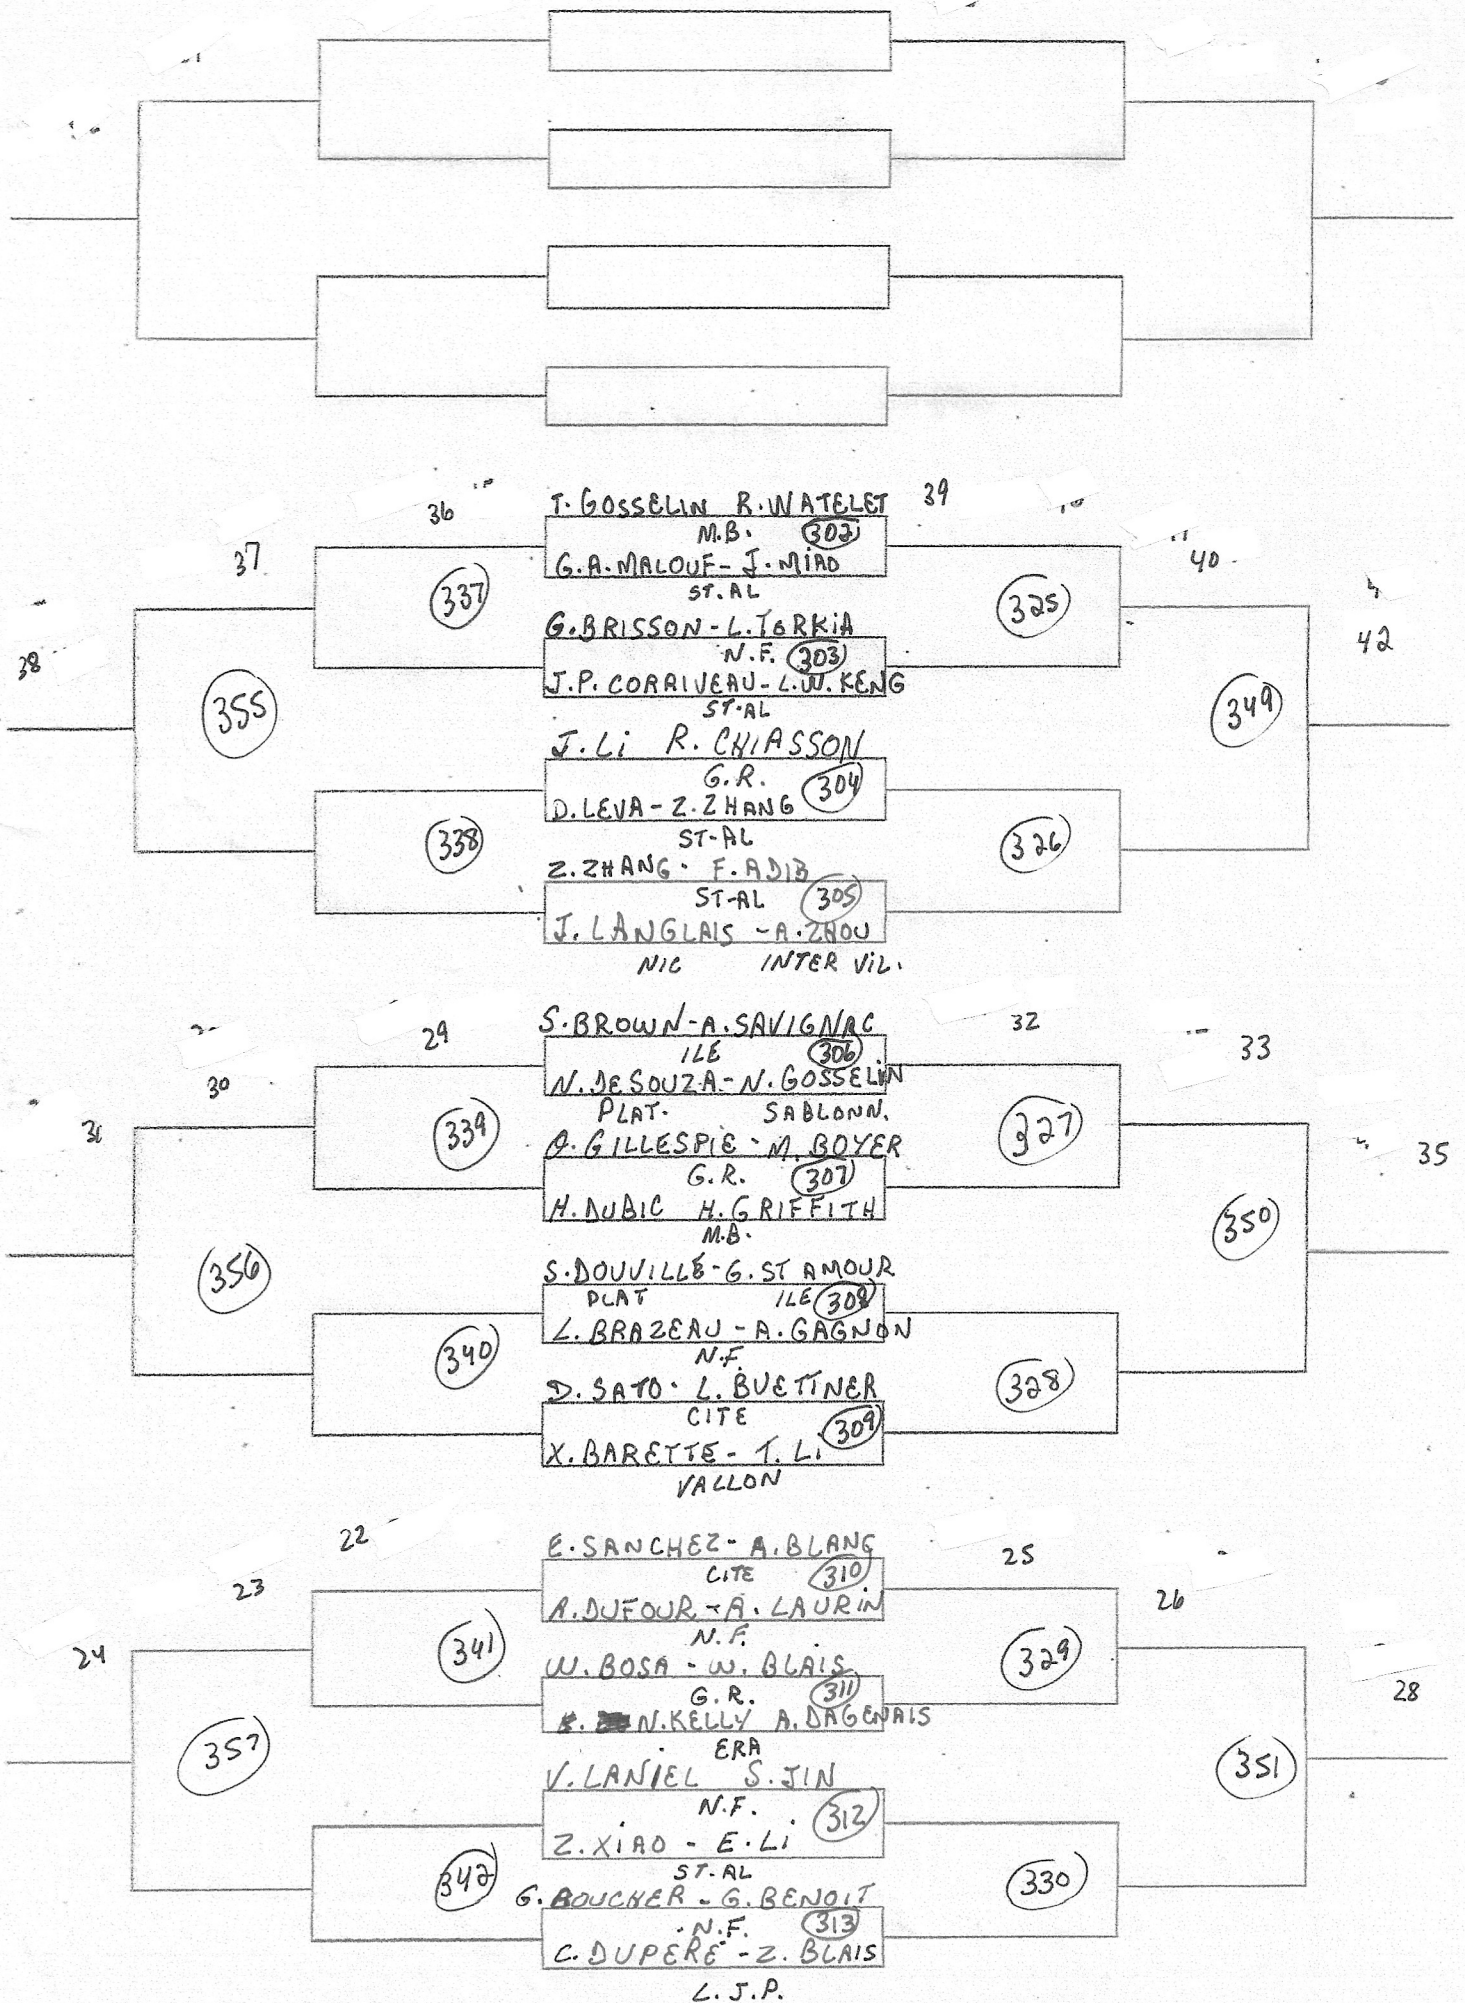 T. GOSSELIN R. WATELET 39
36 M.B. 302 40
37 G.A. MALOUF - J. MIAO
337 ST. AL 325
G. BRISSON - L. TORKIA
38 N.F. 303 42
355 J.P. CORRIVEAU - L.W. KENG 349
ST-AL
J. Li R. CHIASSON
G.R. 304
D. LEVA - Z. ZHANG
338 ST-AL 326
Z. ZHANG - F. ADIB
ST-AL 305
J. LANGLAIS - A. ZHOU
NIC INTER VIL.
S. BROWN - A. SAVIGNAC 32
29 ILE 306 33
30 N. DESOUZA - N. GOSSELIN
31 339 PLAT. SABLONN. 327
O. GILLESPIE - M. BOYER 35
G.R. 307
H. DUBIC H. GRIFFITH
M.B. 350
356 S. DOUVILLE - G. ST AMOUR
PLAT ILE 308
L. BRAZEAU - A. GAGNON
340 N.F. 328
D. SATO - L. BUETTNER
CITE 309
X. BARETTE - T. Li
VALLON
22 E. SANCHEZ - A. BLANC 25
23 CITE 310 26
A. DUFOUR - A. LAURIN
24 341 N.F. 329
W. BOSA - W. BLAIS
G.R. 311 28
N. KELLY A. DAGENAIS
357 ERA 351
V. LANIEL S. JIN
N.F. 312
Z. XIAO - E. Li
342 ST. AL 330
G. BOUCHER - G. BENOIT
N.F. 313
C. DUPERE - Z. BLAIS
L.J.P.